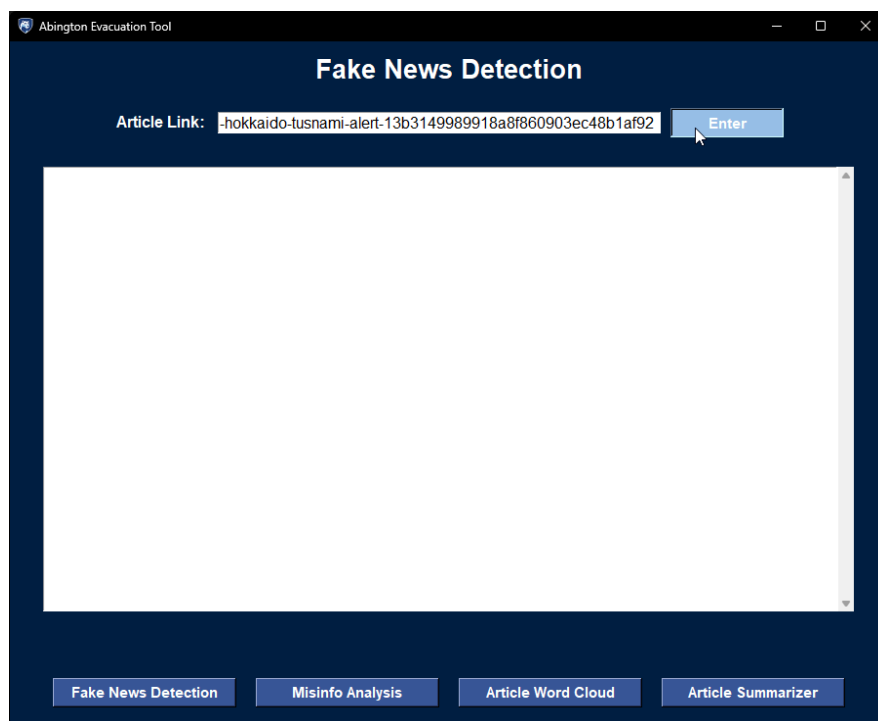 Abington Evacuation Tool
Fake News Detection
Article Link: -hokkaido-tusnami-alert-13b3149989918a8f860903ec48b1af92 Enter
Fake News Detection Misinfo Analysis Article Word Cloud Article Summarizer